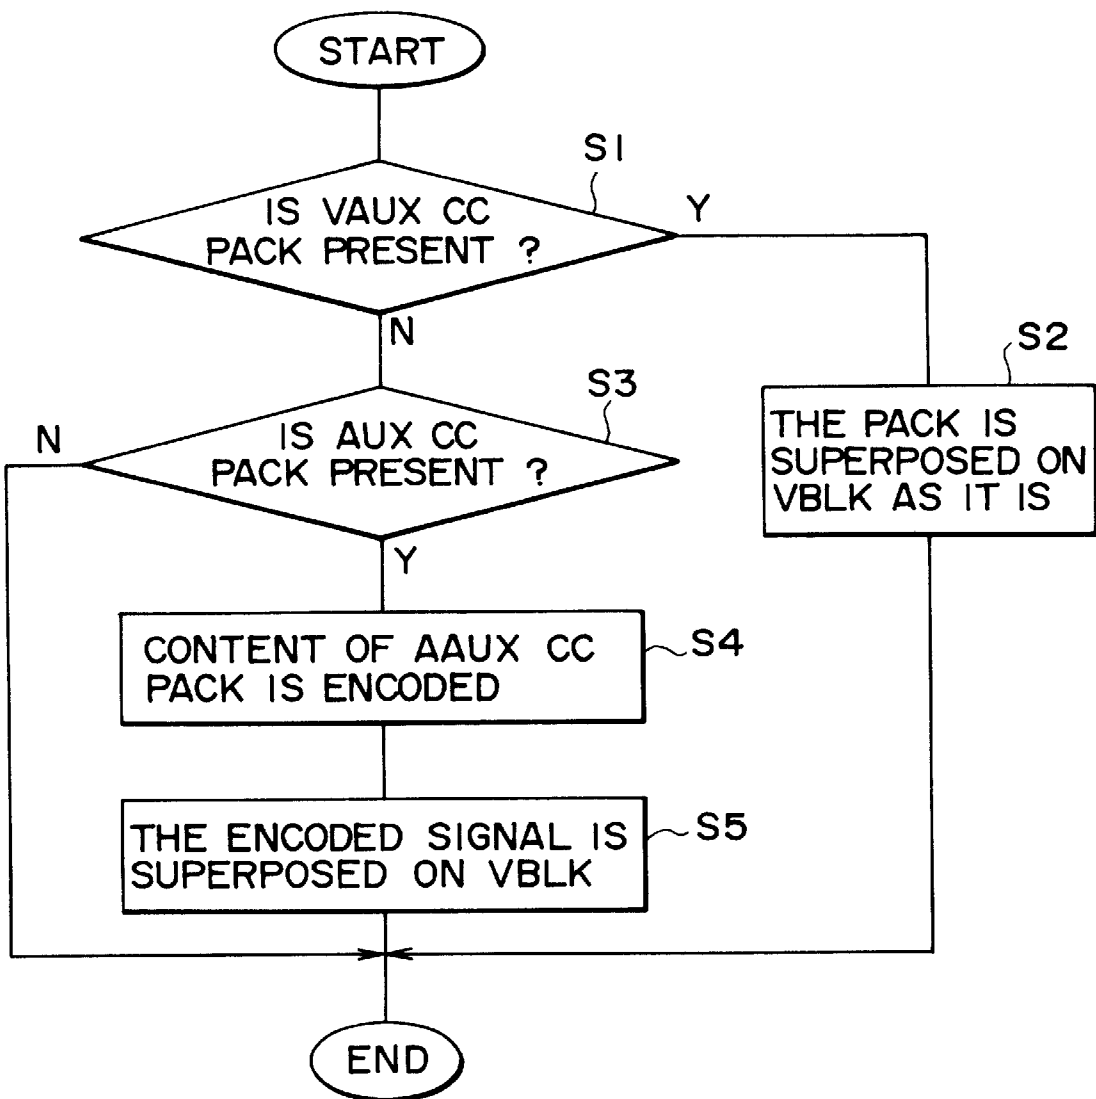 START
S1
IS VAUX CC
PACK PRESENT ?
Y
N
S2
THE PACK IS
SUPERPOSED ON
VBLK AS IT IS
S3
N
IS AUX CC
PACK PRESENT ?
Y
CONTENT OF AAUX CC
PACK IS ENCODED
S4
THE ENCODED SIGNAL IS
SUPERPOSED ON VBLK
S5
END